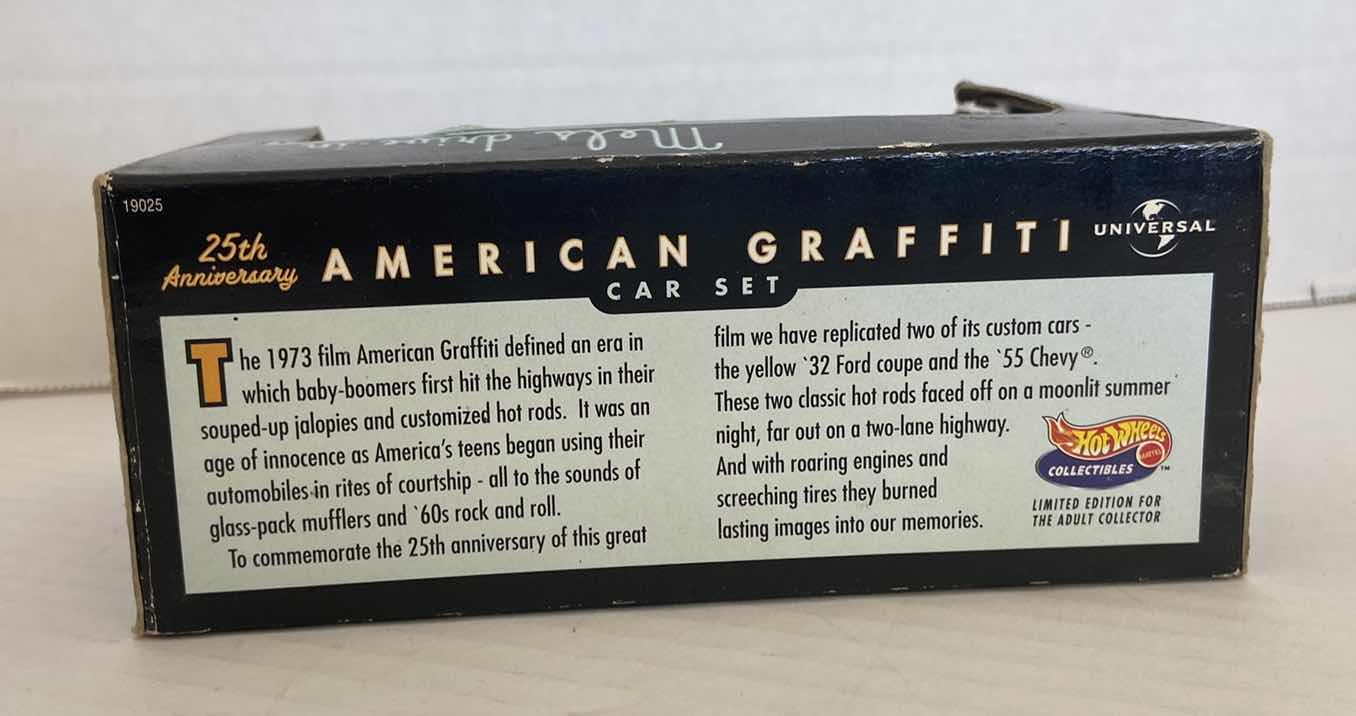 Mels drive-in
19025
25th
Anniversary
AMERICAN GRAFFITI
CAR SET
UNIVERSAL
The 1973 film American Graffiti defined an era in
which baby-boomers first hit the highways in their
souped-up jalopies and customized hot rods. It was an
age of innocence as America's teens began using their
automobiles in rites of courtship - all to the sounds of
glass-pack mufflers and `60s rock and roll.
To commemorate the 25th anniversary of this great
film we have replicated two of its custom cars -
the yellow `32 Ford coupe and the `55 Chevy®.
These two classic hot rods faced off on a moonlit summer
night, far out on a two-lane highway.
And with roaring engines and
screeching tires they burned
lasting images into our memories.
Hot Wheels
MATTEL
COLLECTIBLES ™
LIMITED EDITION FOR
THE ADULT COLLECTOR